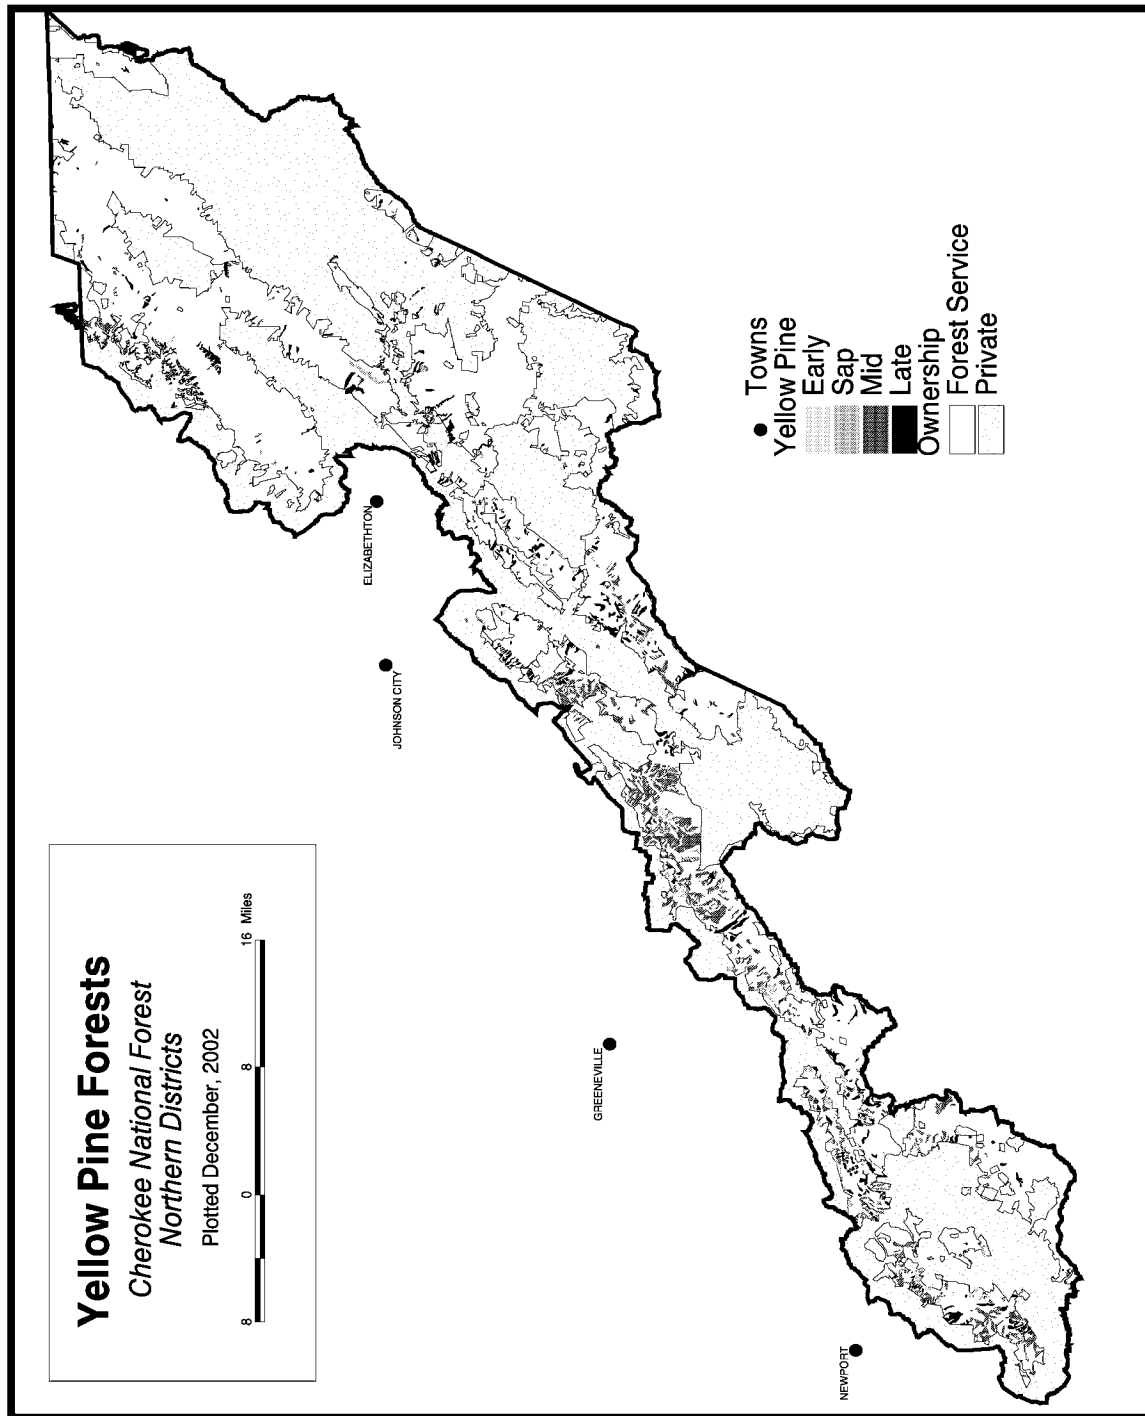 Yellow Pine Forests
Cherokee National Forest
Northern Districts
Plotted December, 2002
8 0 8 16 Miles
ELIZABETHTON
JOHNSON CITY
GREENEVILLE
NEWPORT
Towns
Yellow Pine
Early
Sap
Mid
Late
Ownership
Forest Service
Private